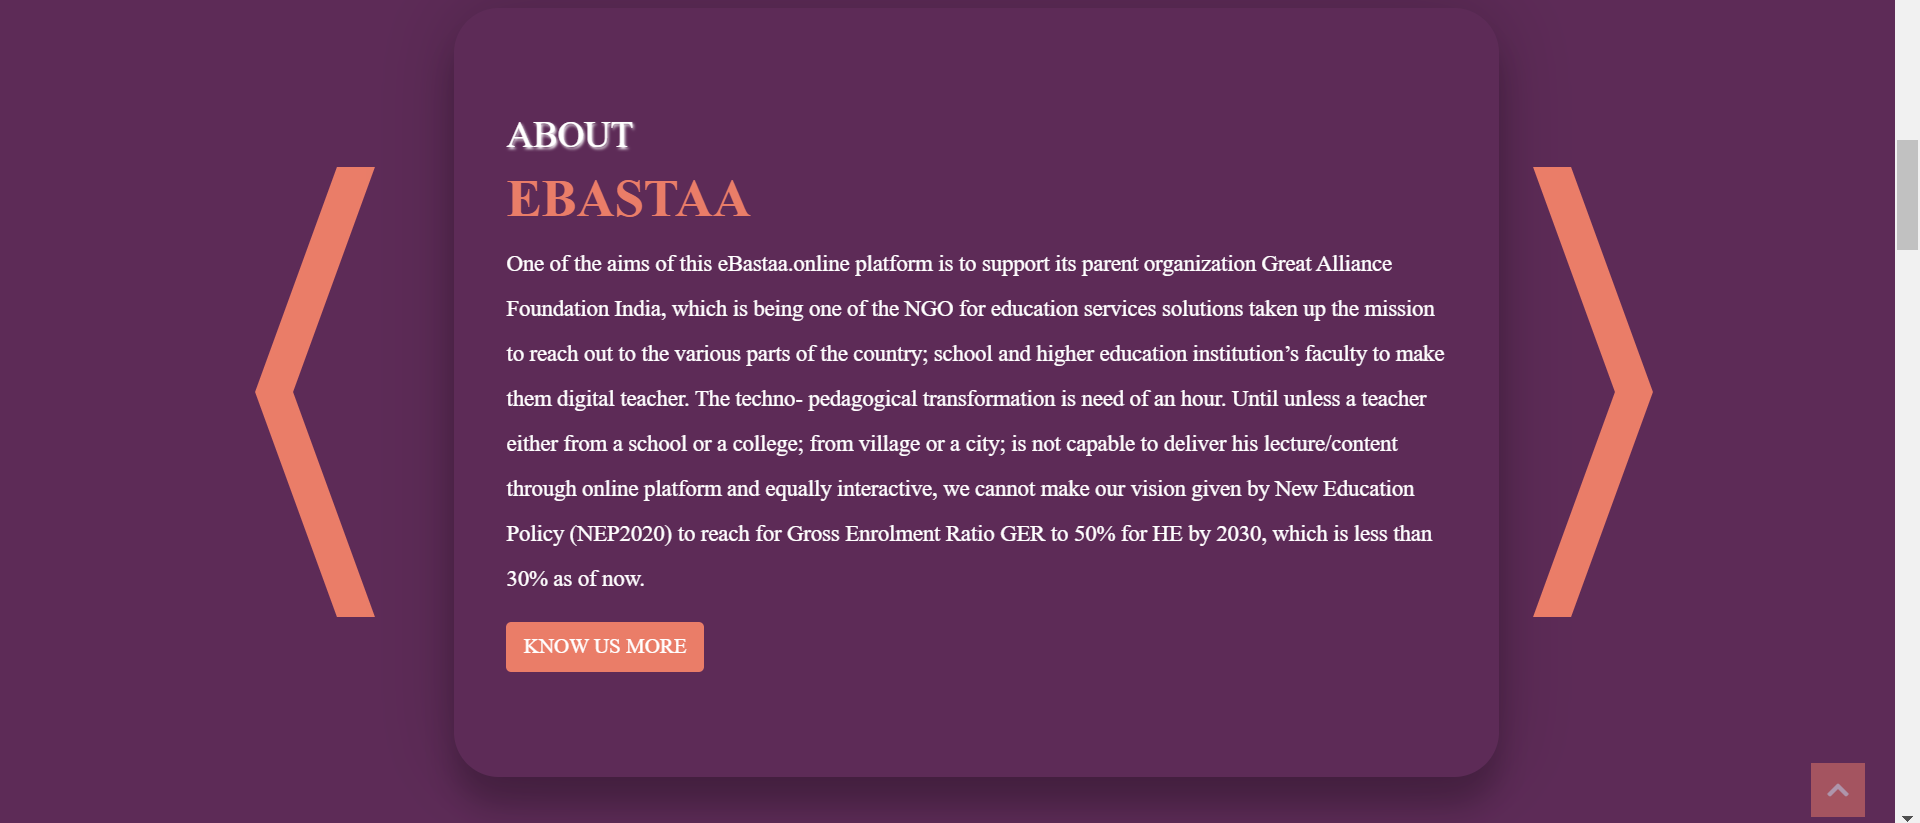 ABOUT
EBASTAA
One of the aims of this eBastaa.online platform is to support its parent organization Great Alliance
Foundation India, which is being one of the NGO for education services solutions taken up the mission
to reach out to the various parts of the country; school and higher education institution’s faculty to make
them digital teacher. The techno- pedagogical transformation is need of an hour. Until unless a teacher
either from a school or a college; from village or a city; is not capable to deliver his lecture/content
through online platform and equally interactive, we cannot make our vision given by New Education
Policy (NEP2020) to reach for Gross Enrolment Ratio GER to 50% for HE by 2030, which is less than
30% as of now.
KNOW US MORE